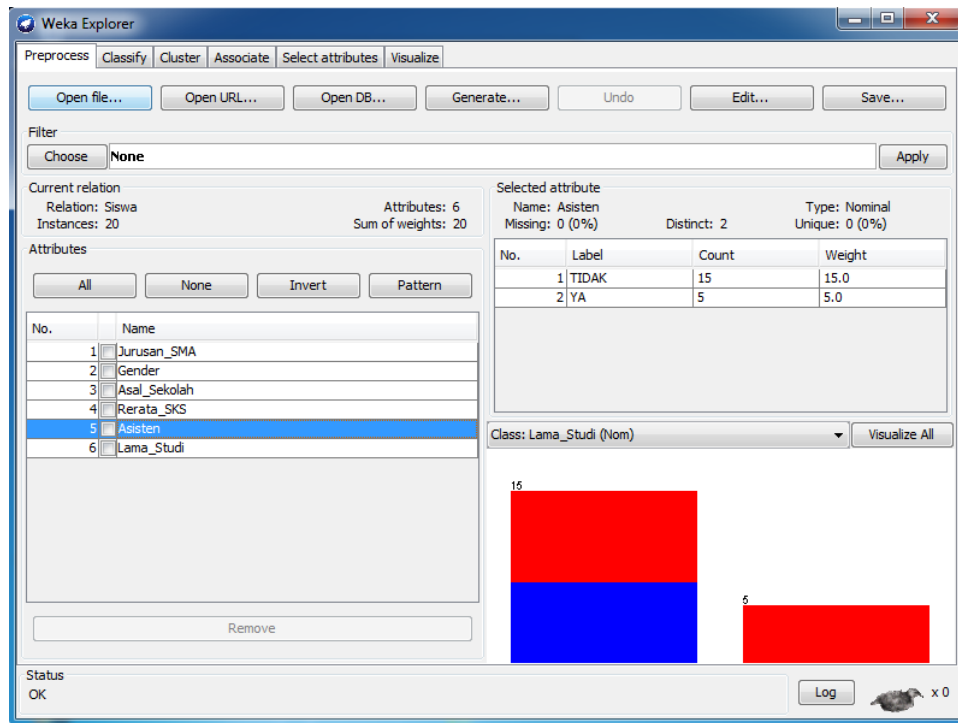 Weka Explorer
Preprocess Classify Cluster Associate Select attributes Visualize
Open file... Open URL... Open DB... Generate... Undo Edit... Save...
Filter
Choose None Apply
Current relation
Relation: Siswa Attributes: 6
Instances: 20 Sum of weights: 20
Attributes
All None Invert Pattern
No. Name
1 Jurusan_SMA
2 Gender
3 Asal_Sekolah
4 Rerata_SKS
5 Asisten
6 Lama_Studi
Remove
Selected attribute
Name: Asisten Type: Nominal
Missing: 0 (0%) Distinct: 2 Unique: 0 (0%)
No. Label Count Weight
1 TIDAK 15 15.0
2 YA 5 5.0
Class: Lama_Studi (Nom) Visualize All
15
5
Status
OK Log x 0